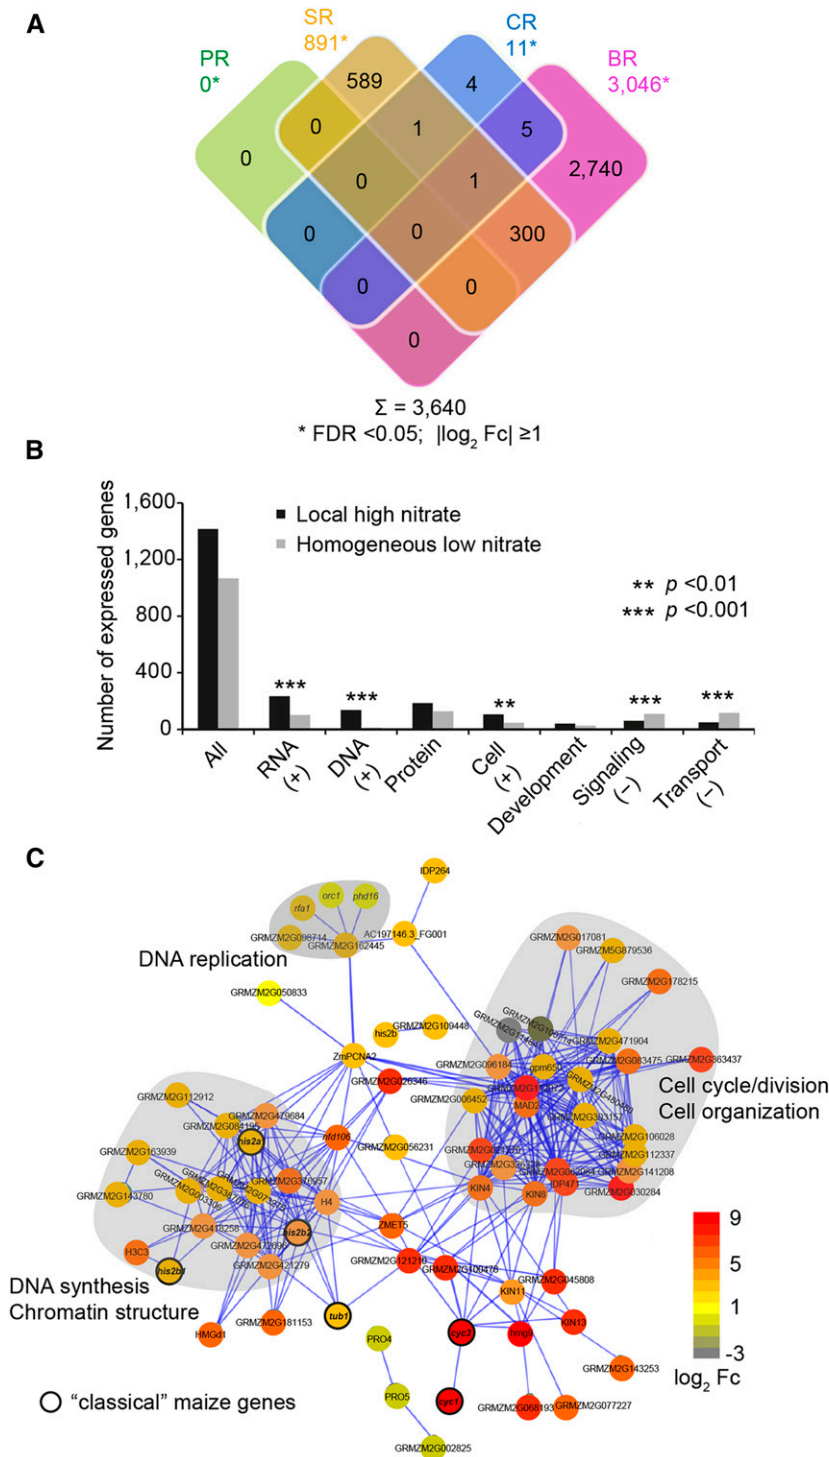 A
PR
0*
SR
891*
CR
11*
BR
3,046*
589
4
0
1
5
0
2,740
0
1
0
0
300
0
0
0
Σ = 3,640
* FDR <0.05; |log2 Fc| ≥1
B
Number of expressed genes
1,600
1,200
800
400
0
Local high nitrate
Homogeneous low nitrate
** p <0.01
*** p <0.001
***
***
**
***
***
All
RNA
(+)
DNA
(+)
Protein
Cell
(+)
Development
Signaling
(−)
Transport
(−)
C
IDP264
orc1
phd16
rfa1
AC197146.3_FG001
GRMZM2G098714
GRMZM2G162445
DNA replication
GRMZM2G050833
his2b
GRMZM2G109448
ZmPCNA2
GRMZM2G026346
GRMZM2G017081
GRMZM5G879536
GRMZM2G178215
GRMZM2G471904
GRMZM2G096184
gpm650
GRMZM2G083475
GRMZM2G363437
Cell cycle/division
Cell organization
GRMZM2G006452
MAD2
GRMZM2G106028
GRMZM2G112337
GRMZM2G141208
GRMZM2G030284
KIN4
KIN8
IDP471
GRMZM2G112912
GRMZM2G479684
GRMZM2G084195
his2a1
nfd106
GRMZM2G056231
GRMZM2G163939
GRMZM2G376957
GRMZM2G143780
H4
GRMZM2G418258
his2b2
ZMET5
GRMZM2G472696
H3C3
his2b1
GRMZM2G421279
GRMZM2G121210
GRMZM2G100476
DNA synthesis
Chromatin structure
GRMZM2G045808
KIN11
HMGd1
GRMZM2G181153
tub1
cyc3
hmg1
KIN13
PRO4
GRMZM2G143253
PRO5
cyc1
GRMZM2G068193
GRMZM2G077227
GRMZM2G002825
"classical" maize genes
9
5
1
-3
log2 Fc